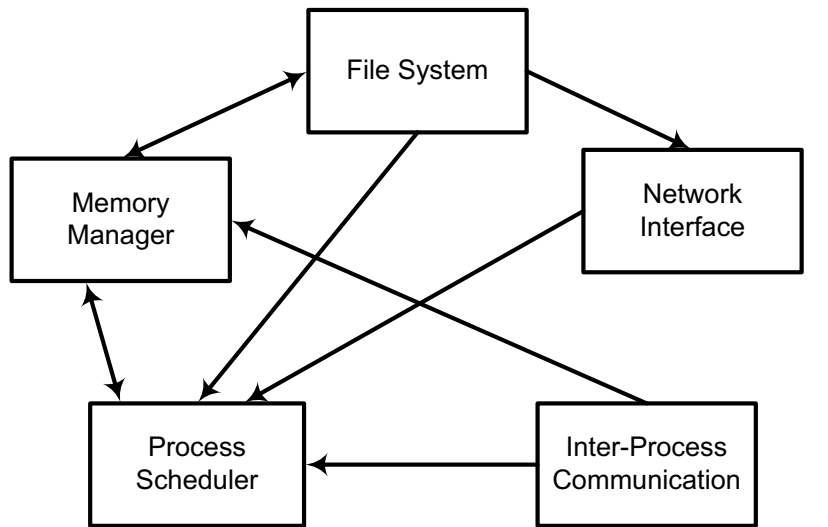 File System
Memory
Manager
Network
Interface
Process
Scheduler
Inter-Process
Communication